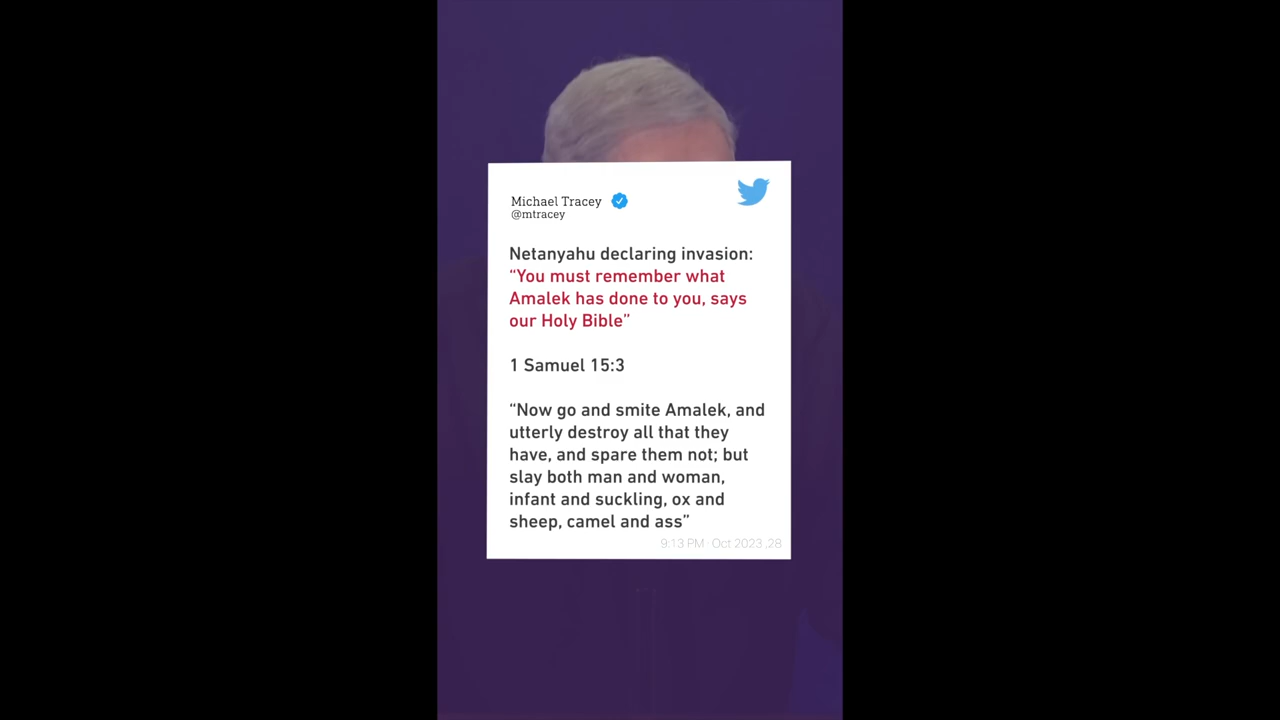 Michael Tracey
@mtracey
Netanyahu declaring invasion:
“You must remember what
Amalek has done to you, says
our Holy Bible”
1 Samuel 15:3
“Now go and smite Amalek, and
utterly destroy all that they
have, and spare them not; but
slay both man and woman,
infant and suckling, ox and
sheep, camel and ass”
9:13 PM · Oct 2023 ,28